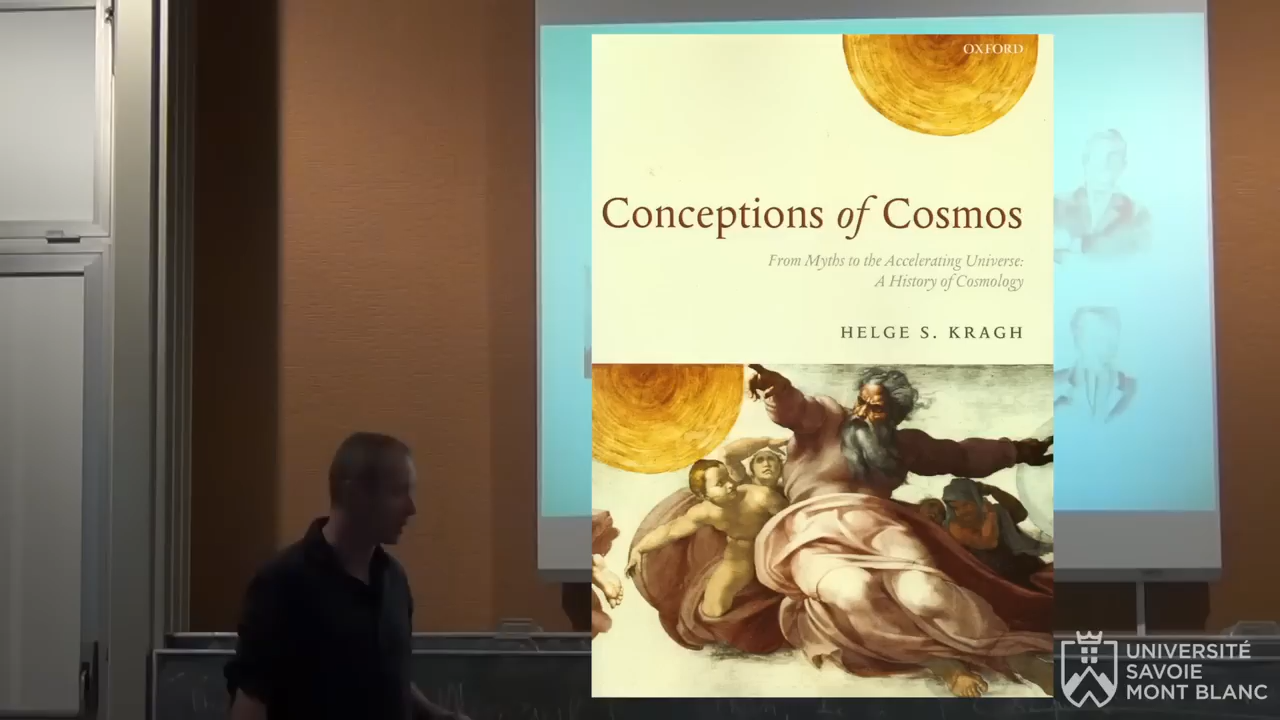 OXFORD
Conceptions of Cosmos
From Myths to the Accelerating Universe:
A History of Cosmology
HELGE S. KRAGH
UNIVERSITÉ
SAVOIE
MONT BLANC